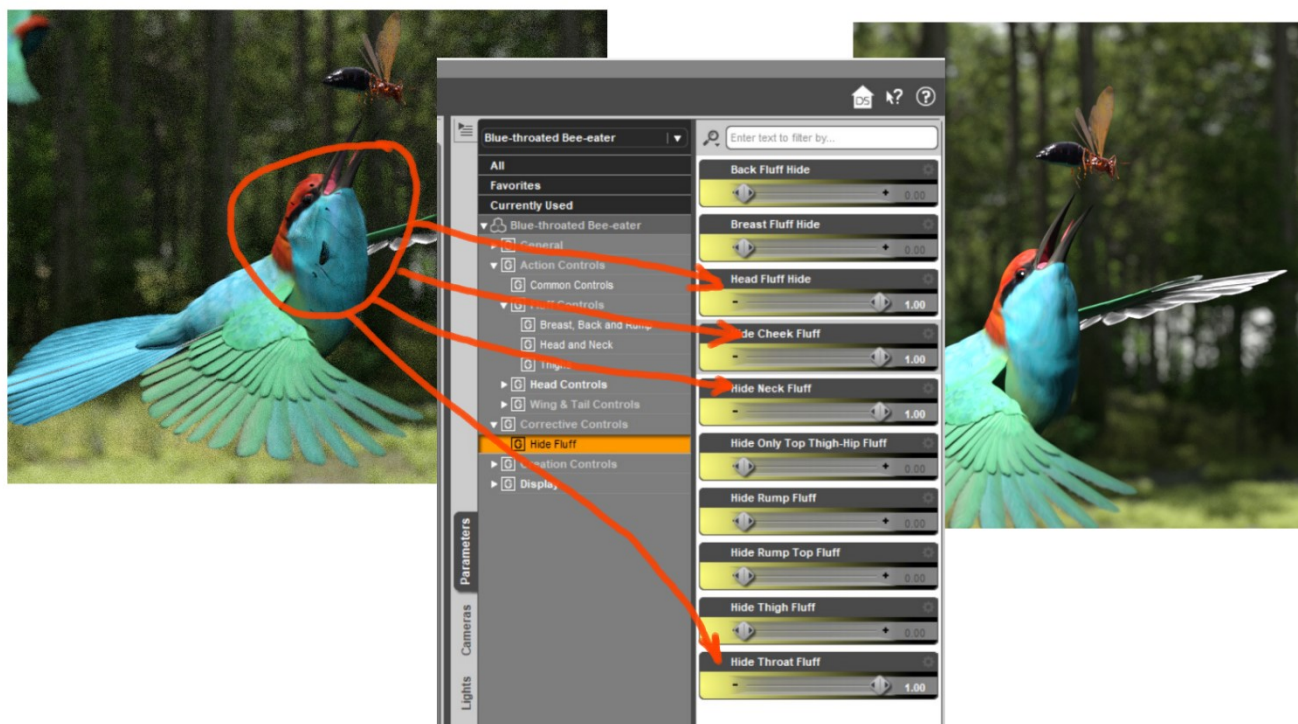 DS
?
?
Blue-throated Bee-eater
Enter text to filter by...
All
Favorites
Currently Used
Blue-throated Bee-eater
G General
G Action Controls
G Common Controls
G Fluff Controls
G Breast, Back and Rump
G Head and Neck
G Thighs
G Head Controls
G Wing & Tail Controls
G Corrective Controls
G Hide Fluff
G Creation Controls
G Display
Parameters
Cameras
Lights
Back Fluff Hide
- + 0.00
Breast Fluff Hide
+ 0.00
Head Fluff Hide
- 1.00
Hide Cheek Fluff
- 1.00
Hide Neck Fluff
- 1.00
Hide Only Top Thigh-Hip Fluff
+ 0.00
Hide Rump Fluff
+ 0.00
Hide Rump Top Fluff
+ 0.00
Hide Thigh Fluff
+ 0.00
Hide Throat Fluff
- 1.00